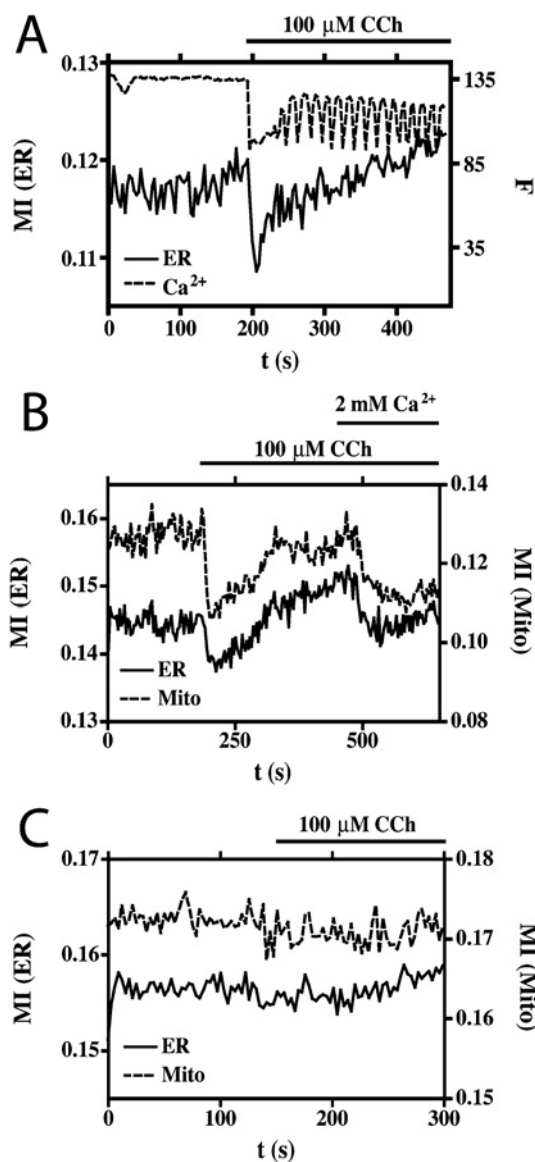 A
100 µM CCh
0.13
0.12
0.11
MI (ER)
135
85
35
F
ER
Ca²⁺
0 100 200 300 400
t (s)
B
2 mM Ca²⁺
100 µM CCh
0.16
0.15
0.14
0.13
MI (ER)
0.14
0.12
0.10
0.08
MI (Mito)
ER
Mito
0 250 500
t (s)
C
100 µM CCh
0.17
0.16
0.15
MI (ER)
0.18
0.17
0.16
0.15
MI (Mito)
ER
Mito
0 100 200 300
t (s)